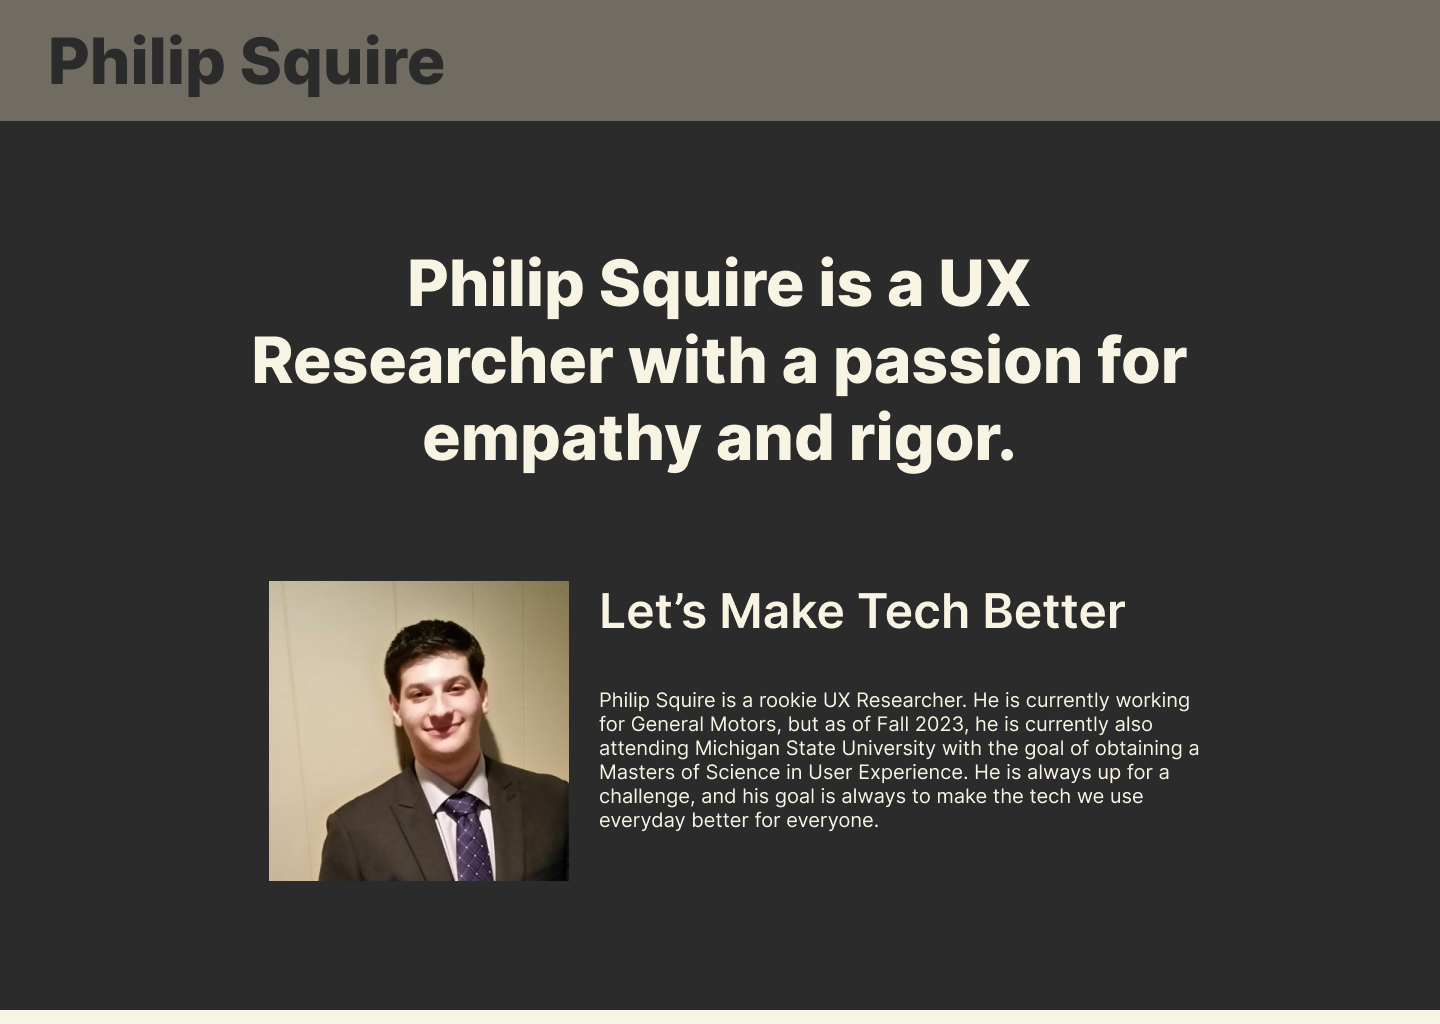 Philip Squire
Philip Squire is a UX
Researcher with a passion for
empathy and rigor.
Let’s Make Tech Better
Philip Squire is a rookie UX Researcher. He is currently working
for General Motors, but as of Fall 2023, he is currently also
attending Michigan State University with the goal of obtaining a
Masters of Science in User Experience. He is always up for a
challenge, and his goal is always to make the tech we use
everyday better for everyone.